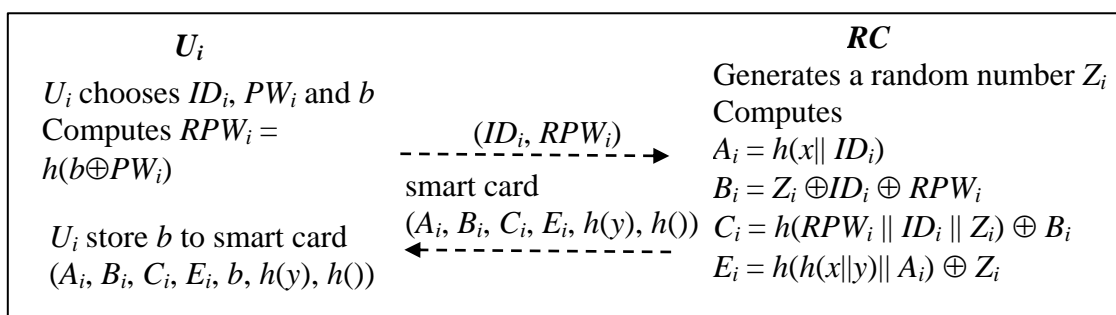 U_i
U_i chooses ID_i, PW_i and b
Computes RPW_i =
h(b⊕PW_i)
U_i store b to smart card
(A_i, B_i, C_i, E_i, b, h(y), h())
(ID_i, RPW_i)
smart card
(A_i, B_i, C_i, E_i, h(y), h())
RC
Generates a random number Z_i
Computes
A_i = h(x|| ID_i)
B_i = Z_i ⊕ID_i ⊕ RPW_i
C_i = h(RPW_i || ID_i || Z_i) ⊕ B_i
E_i = h(h(x||y)|| A_i) ⊕ Z_i